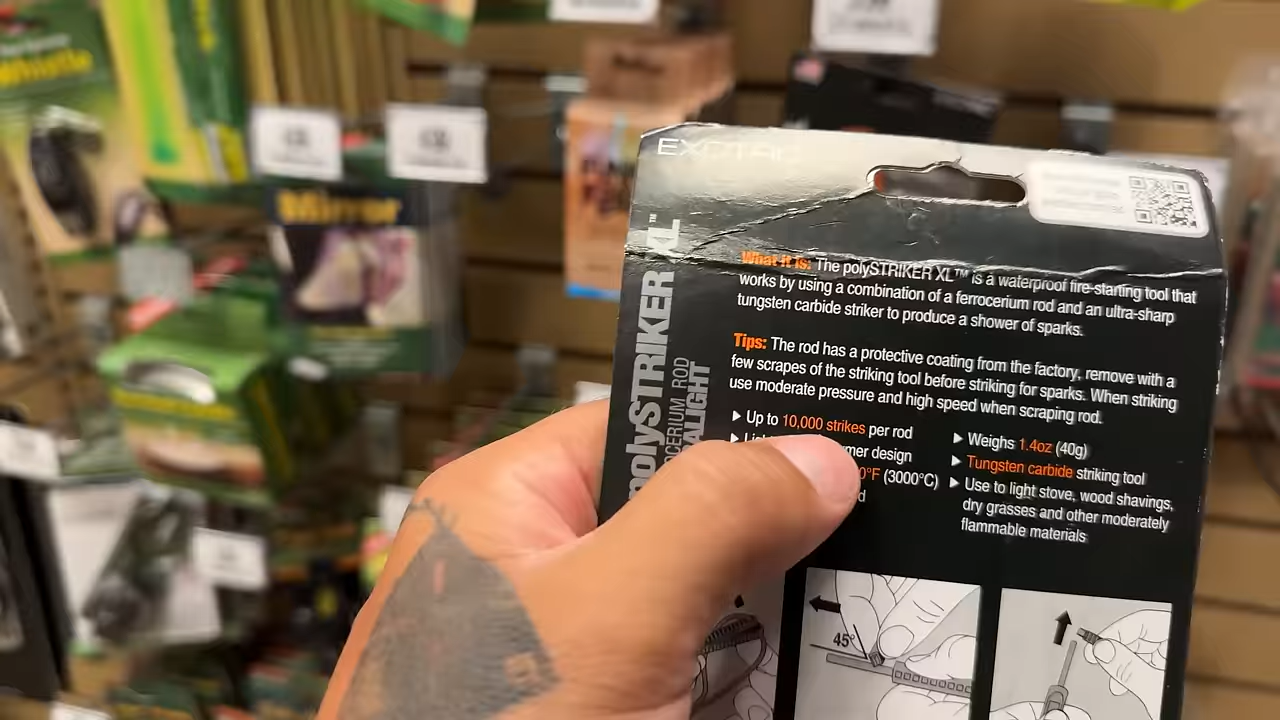 Whistle
Mirror
EXOTAC
polySTRIKER XL™
ROD
What it is: The polySTRIKER XL™ is a waterproof fire-starting tool that
works by using a combination of a ferrocerium rod and an ultra-sharp
tungsten carbide striker to produce a shower of sparks.
Tips: The rod has a protective coating from the factory, remove with a
few scrapes of the striking tool before striking for sparks. When striking
use moderate pressure and high speed when scraping rod.
Up to 10,000 strikes per rod
design
(3000°C)
Weighs 1.4oz (40g)
Tungsten carbide striking tool
Use to light stove, wood shavings,
dry grasses and other moderately
flammable materials
45°